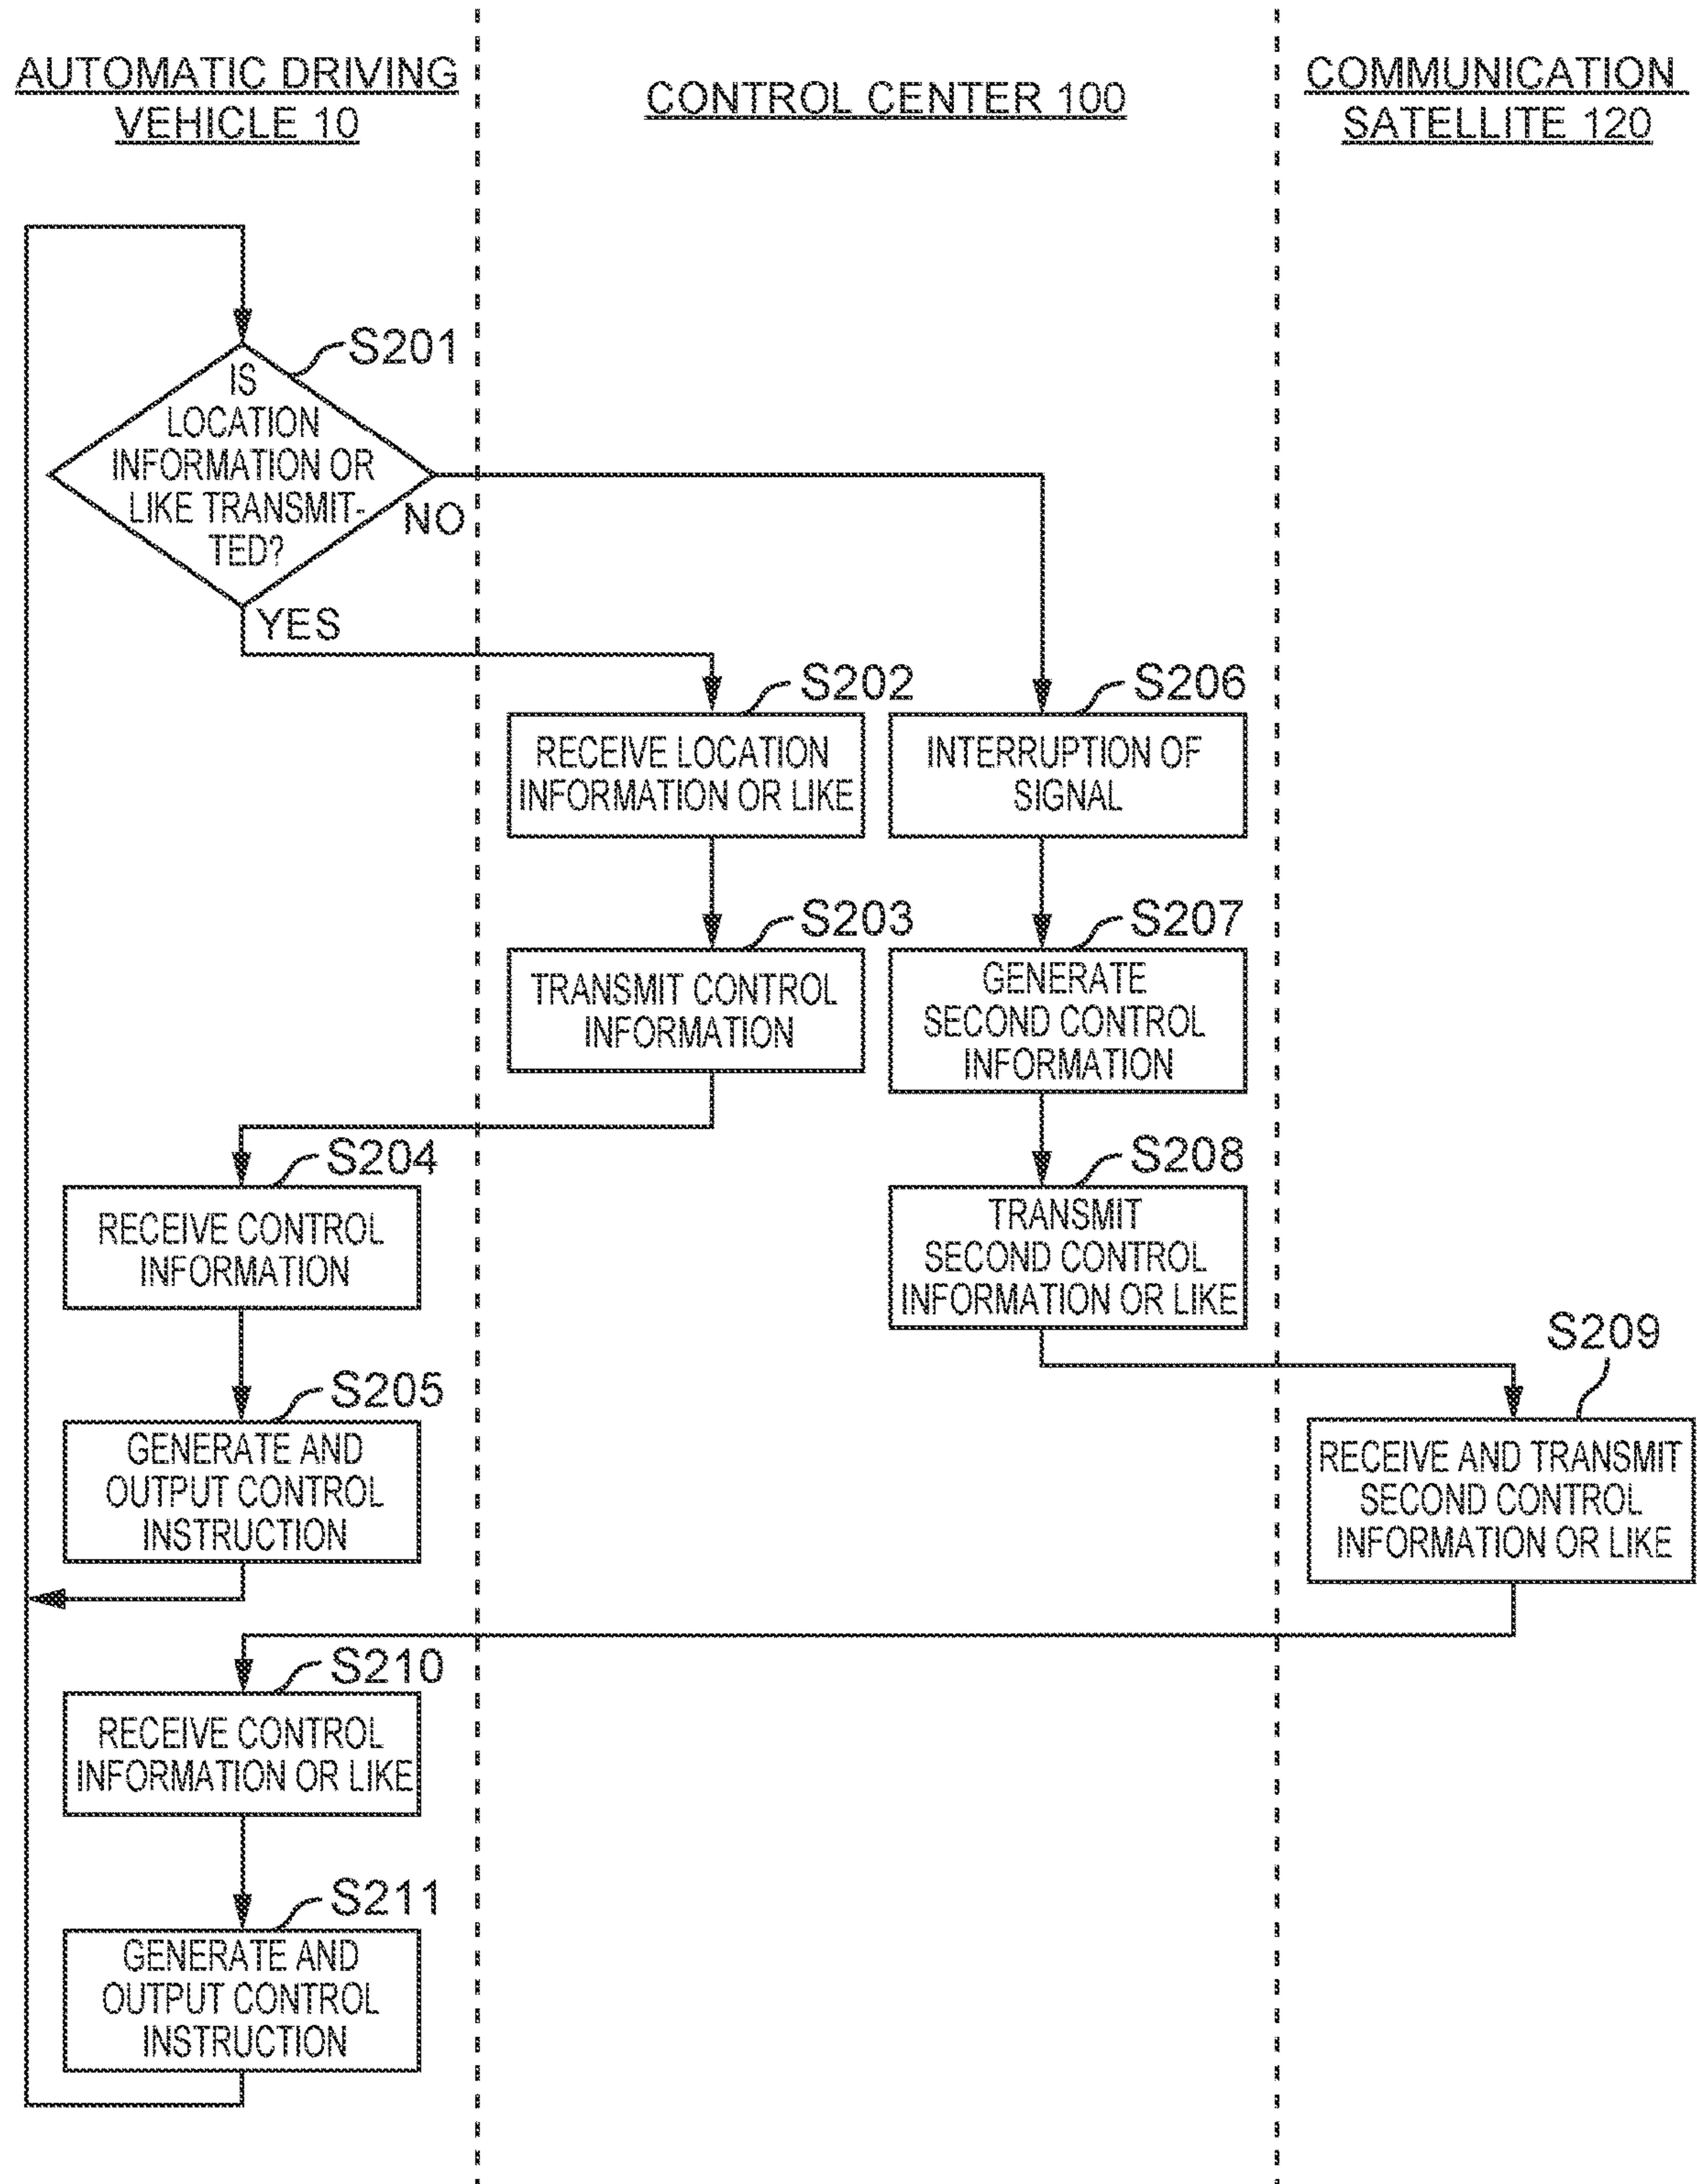 AUTOMATIC DRIVING
VEHICLE 10
CONTROL CENTER 100
COMMUNICATION
SATELLITE 120
S201
IS
LOCATION
INFORMATION OR
LIKE TRANSMIT-
TED?
NO
YES
S202
RECEIVE LOCATION
INFORMATION OR LIKE
S206
INTERRUPTION OF
SIGNAL
S203
TRANSMIT CONTROL
INFORMATION
S207
GENERATE
SECOND CONTROL
INFORMATION
S204
RECEIVE CONTROL
INFORMATION
S208
TRANSMIT
SECOND CONTROL
INFORMATION OR LIKE
S205
GENERATE AND
OUTPUT CONTROL
INSTRUCTION
S209
RECEIVE AND TRANSMIT
SECOND CONTROL
INFORMATION OR LIKE
S210
RECEIVE CONTROL
INFORMATION OR LIKE
S211
GENERATE AND
OUTPUT CONTROL
INSTRUCTION